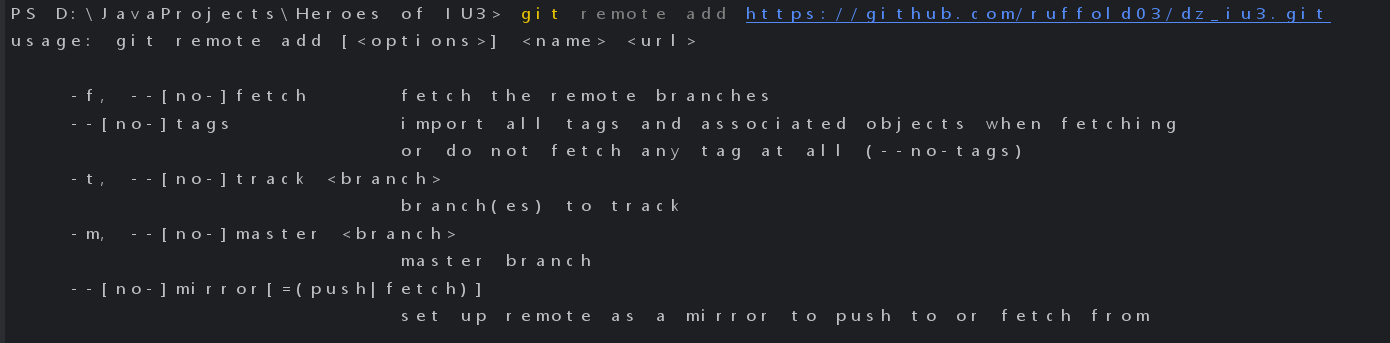 PS D:\JavaProjects\Heroes of IU3> git remote add https://github.com/ruffold03/dz_iu3.git
usage: git remote add [<options>] <name> <url>
-f, --[no-]fetch fetch the remote branches
--[no-]tags import all tags and associated objects when fetching
or do not fetch any tag at all (--no-tags)
-t, --[no-]track <branch>
branch(es) to track
-m, --[no-]master <branch>
master branch
--[no-]mirror[=(push|fetch)]
set up remote as a mirror to push to or fetch from